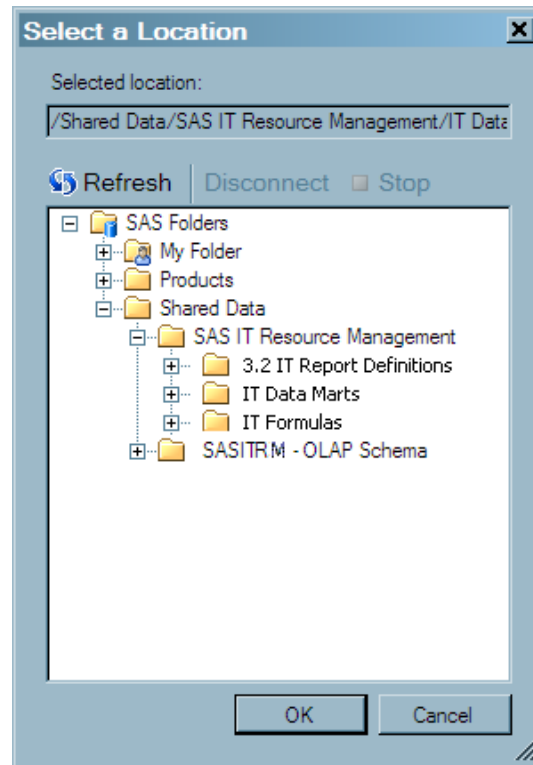 Select a Location
Selected location:
/Shared Data/SAS IT Resource Management/IT Data
Refresh Disconnect Stop
SAS Folders
My Folder
Products
Shared Data
SAS IT Resource Management
3.2 IT Report Definitions
IT Data Marts
IT Formulas
SASITRM - OLAP Schema
OK Cancel